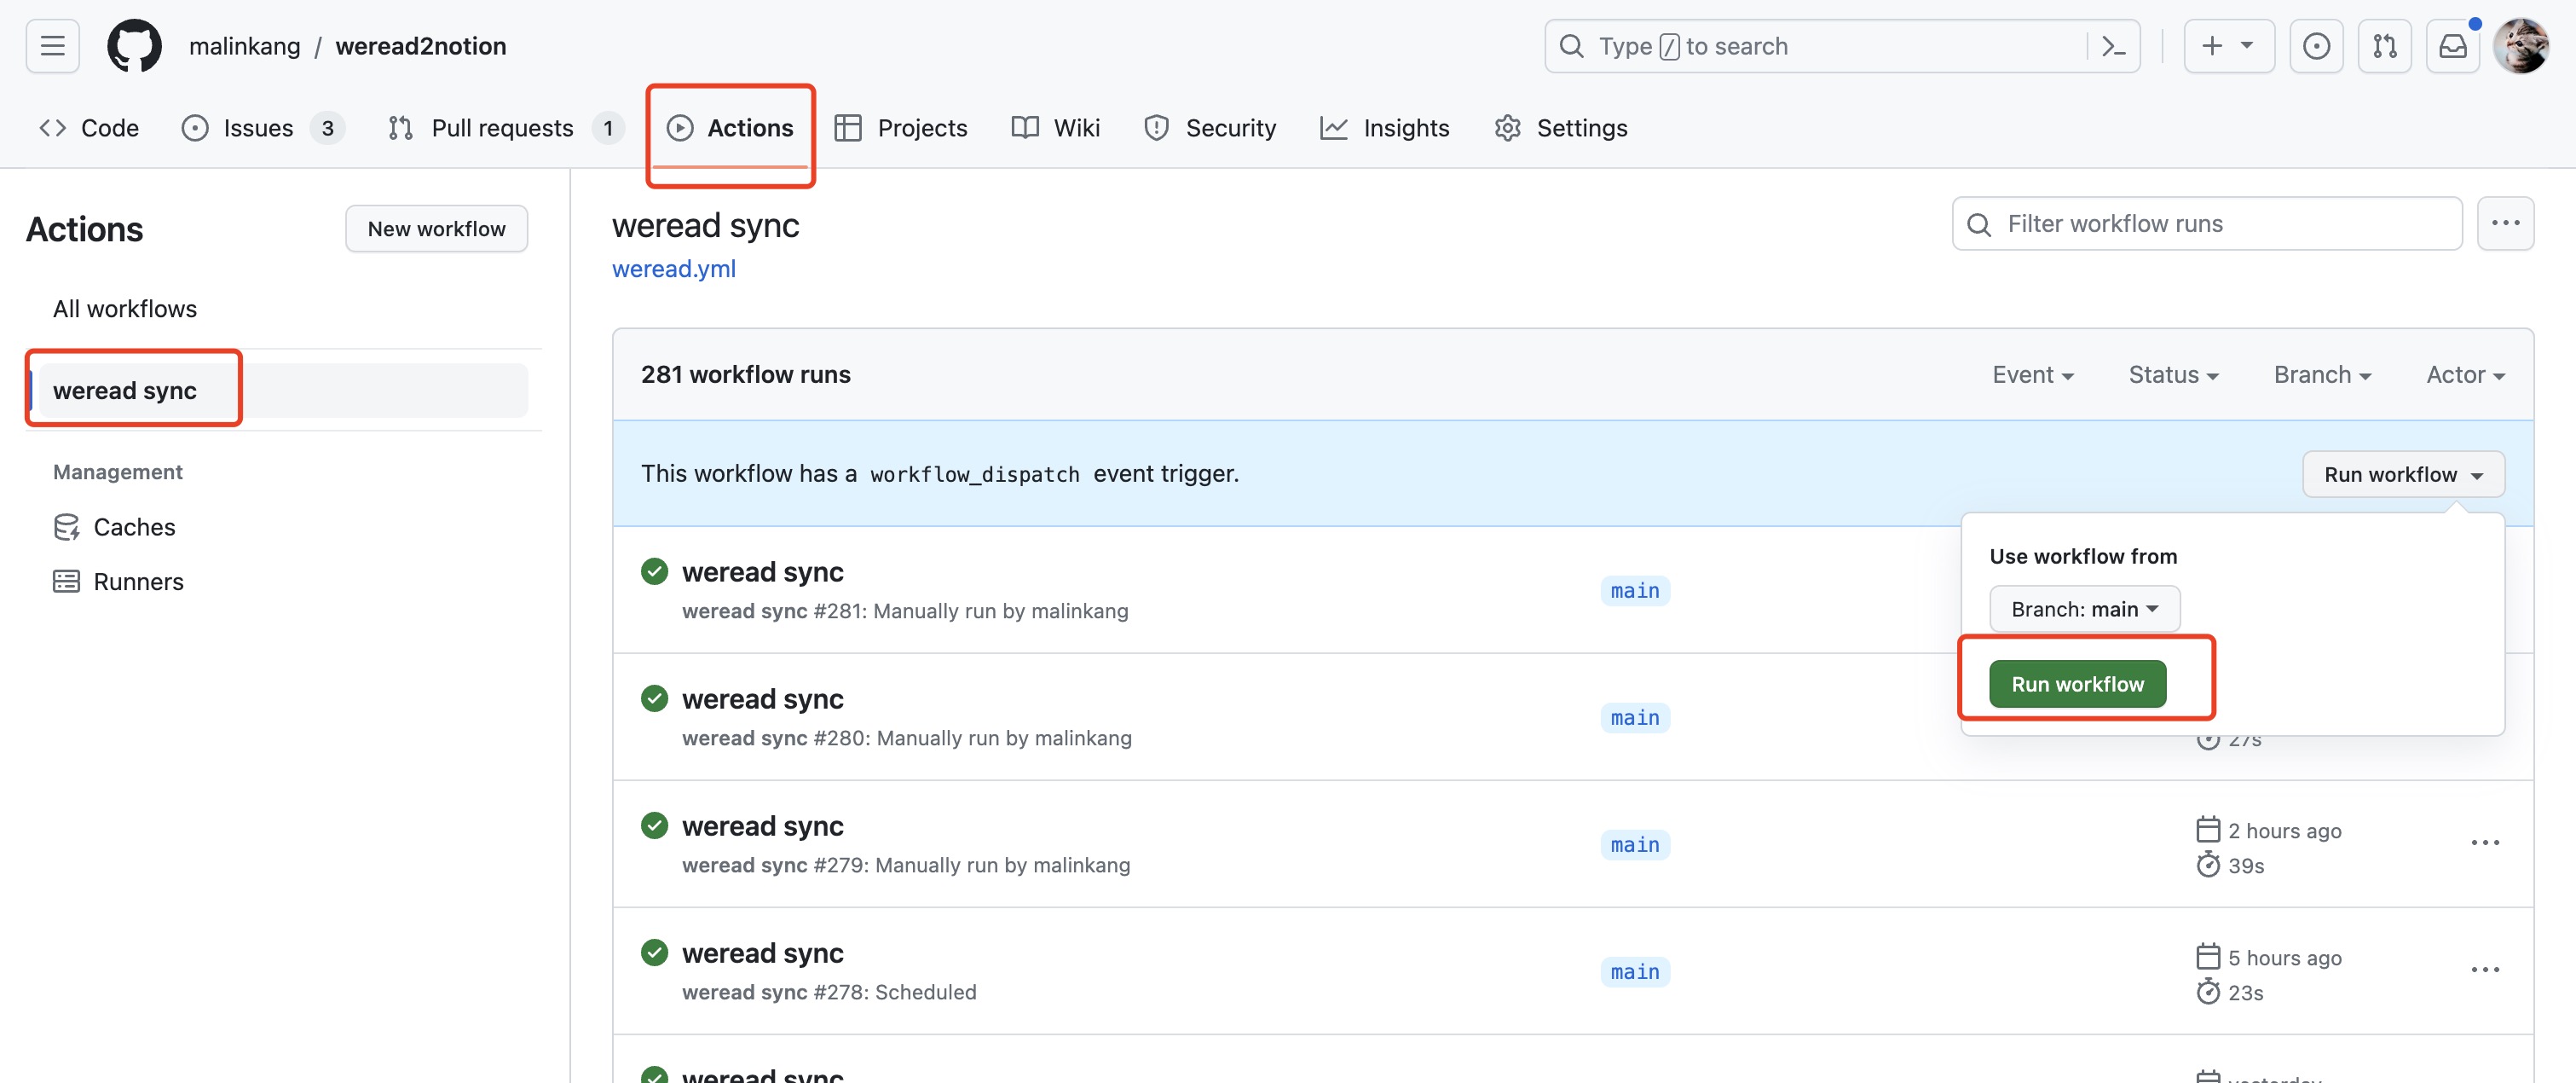 malinkang / weread2notion
Type / to search
Code
Issues 3
Pull requests 1
Actions
Projects
Wiki
Security
Insights
Settings
Actions
New workflow
All workflows
weread sync
Management
Caches
Runners
weread sync
weread.yml
Filter workflow runs
281 workflow runs
Event
Status
Branch
Actor
This workflow has a workflow_dispatch event trigger.
Run workflow
Use workflow from
Branch: main
Run workflow
weread sync
weread sync #281: Manually run by malinkang
main
weread sync
weread sync #280: Manually run by malinkang
main
27s
weread sync
weread sync #279: Manually run by malinkang
main
2 hours ago
39s
weread sync
weread sync #278: Scheduled
main
5 hours ago
23s
weread sync
yesterday